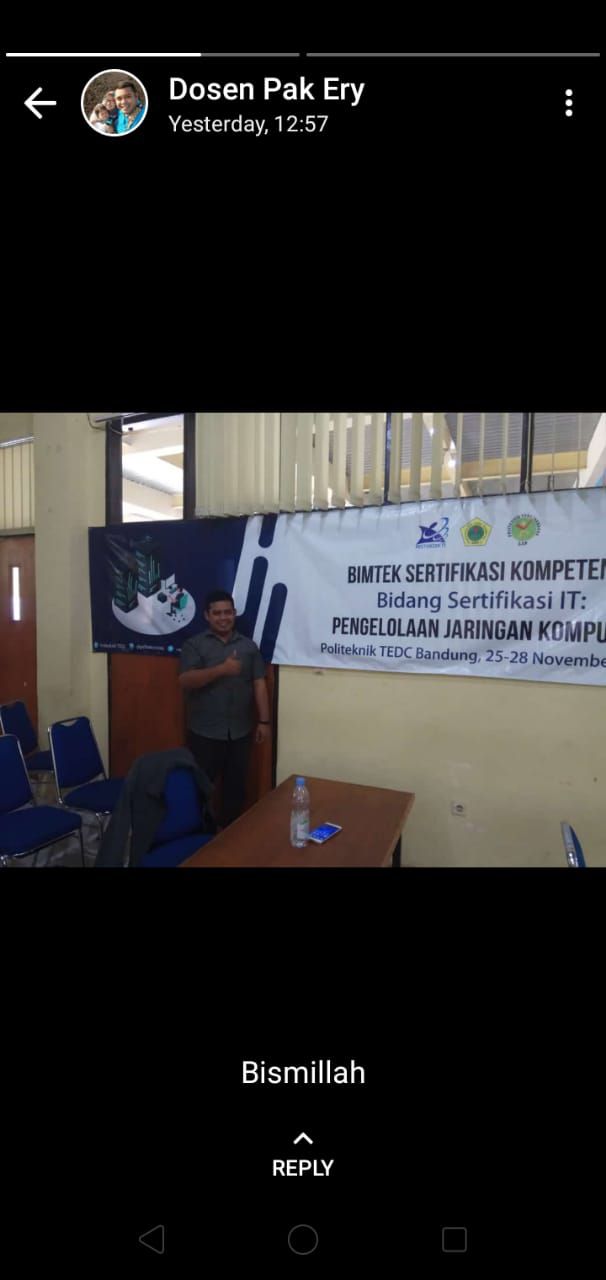 Dosen Pak Ery
Yesterday, 12:57
BIMTEK SERTIFIKASI KOMPETEN
Bidang Sertifikasi IT:
PENGELOLAAN JARINGAN KOMPU
Politeknik TEDC Bandung, 25-28 Novembe
Bismillah
REPLY